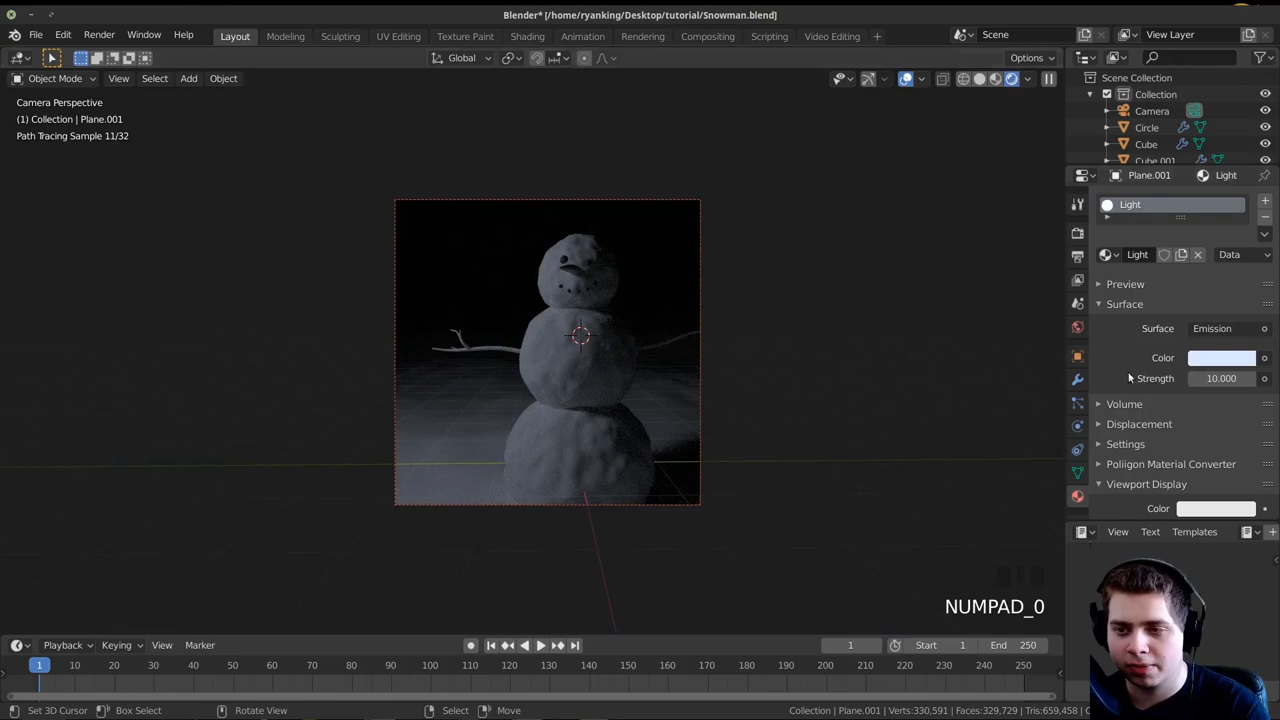 Blender* [/home/ryanking/Desktop/tutorial/Snowman.blend]
File Edit Render Window Help Layout Modeling Sculpting UV Editing Texture Paint Shading Animation Rendering Compositing Scripting Video Editing Scene View Layer
Global Options
Object Mode View Select Add Object
Scene Collection
Collection
Camera
Circle
Cube
Cube.001
Camera Perspective
(1) Collection | Plane.001
Path Tracing Sample 11/32
Plane.001 Light
Light
Light Data
Preview
Surface
Surface Emission
Color
Strength 10.000
Volume
Displacement
Settings
Poliigon Material Converter
Viewport Display
Color
View Text Templates
NUMPAD_0
Playback Keying View Marker 1 Start 1 End 250
1 10 20 30 40 50 60 70 80 90 100 110 120 130 140 150 160 170 180 190 200 210 220 230 240 250
Set 3D Cursor Box Select Rotate View Select Move Collection | Plane.001 | Verts:330,591 | Faces:329,729 | Tris:659,458